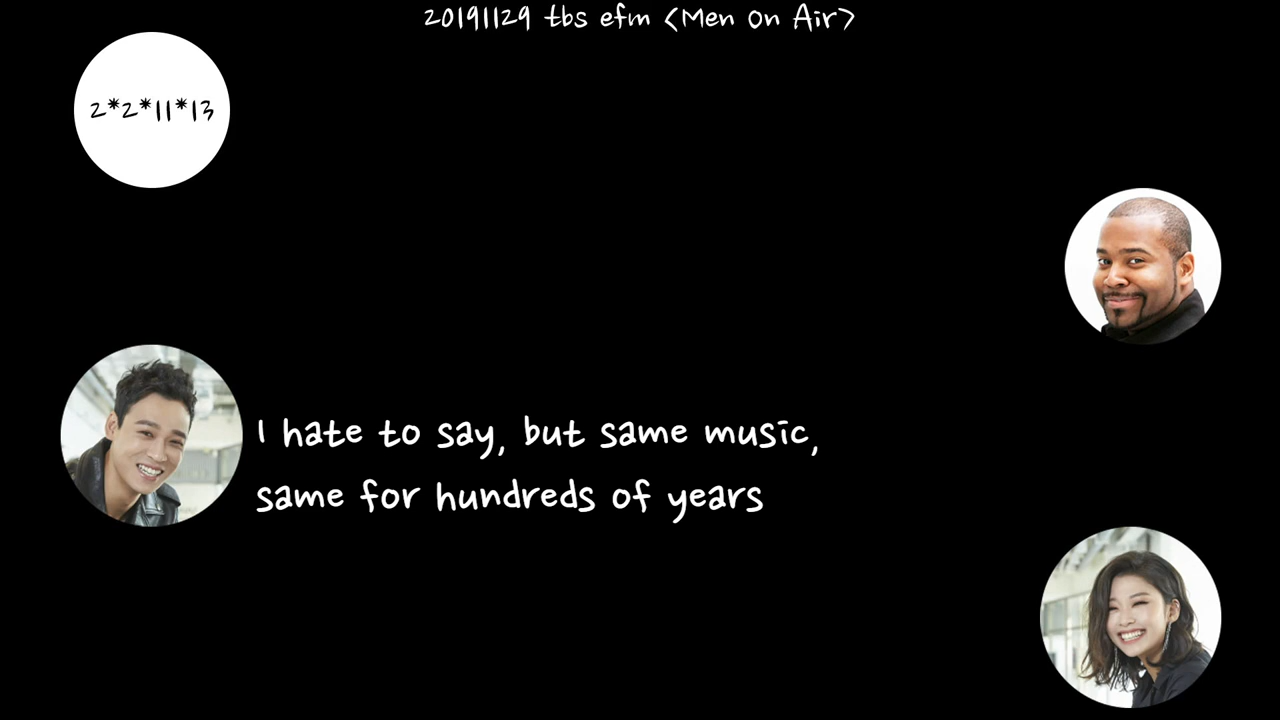 20191129 tbs efm <Men On Air>
2*2*11*13
I hate to say, but same music,
same for hundreds of years